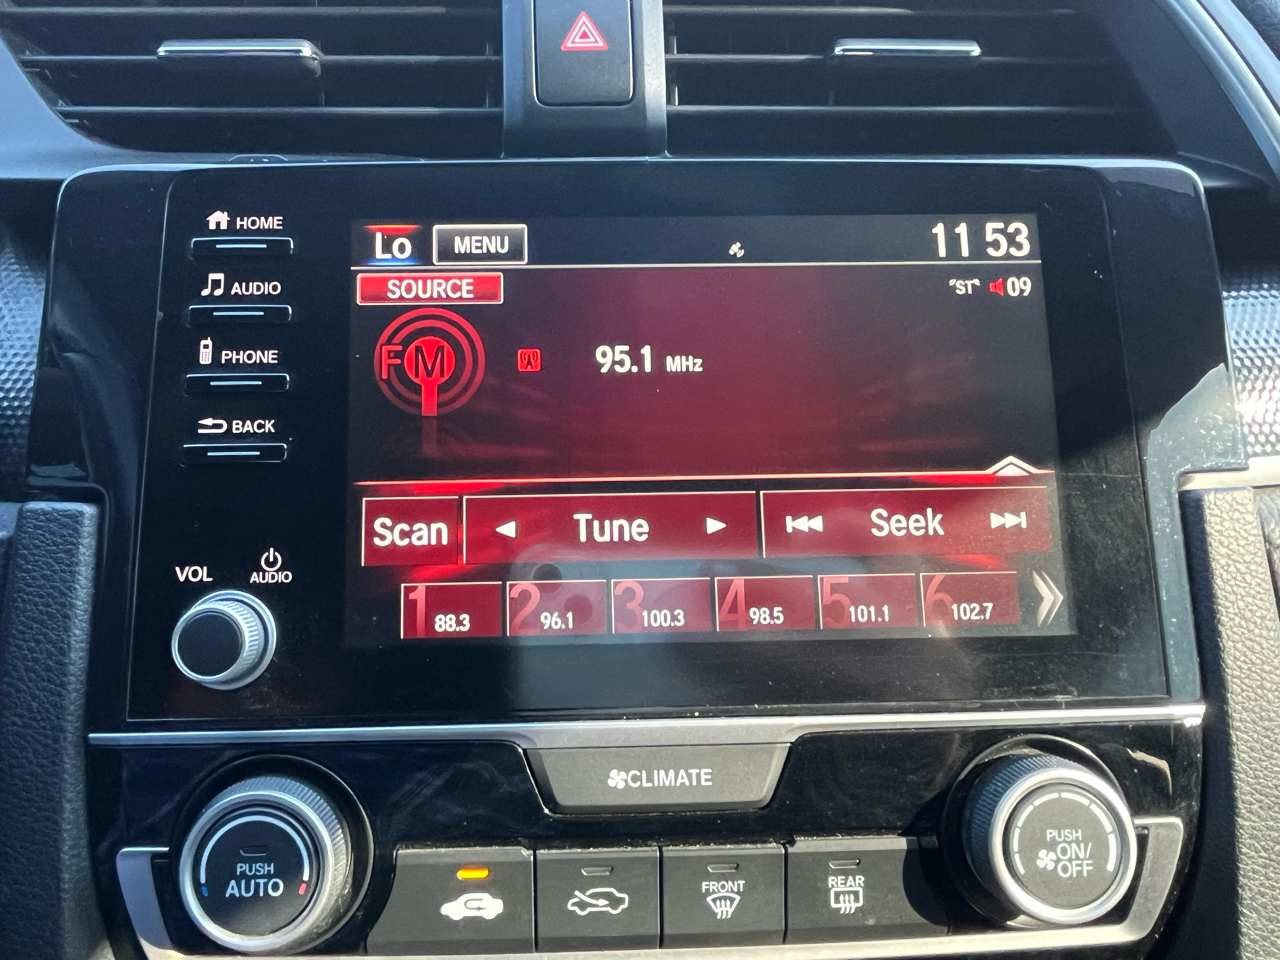 HOME
Lo MENU 11 53
AUDIO
SOURCE "ST" 09
PHONE
FM 95.1 MHz
BACK
Scan Tune Seek
VOL AUDIO
1 88.3 2 96.1 3 100.3 4 98.5 5 101.1 6 102.7
CLIMATE
PUSH
AUTO
FRONT
REAR
PUSH
ON/
OFF